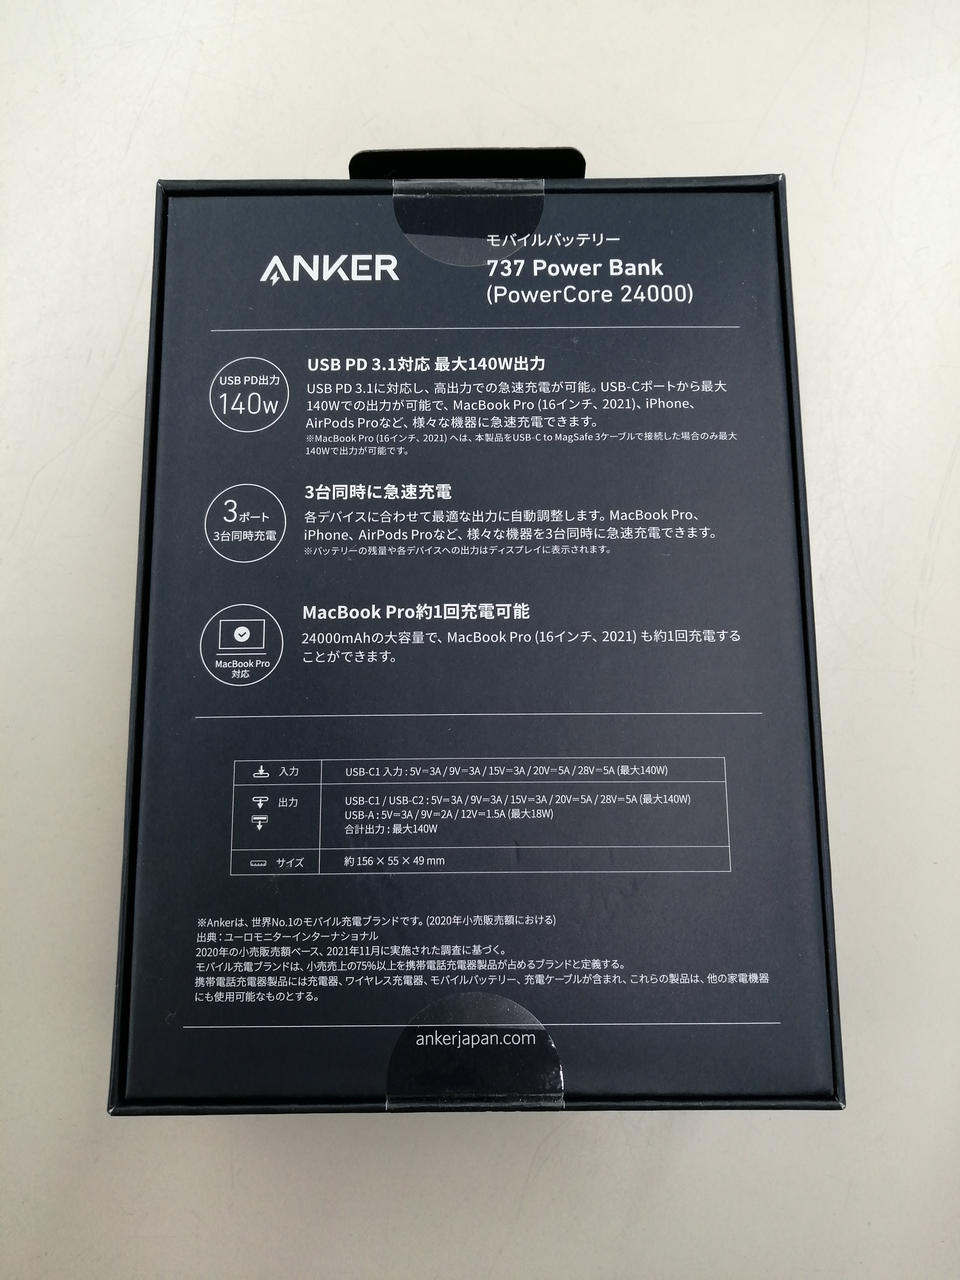 ANKER
モバイルバッテリー
737 Power Bank
(PowerCore 24000)
USB PD出力
140w
USB PD 3.1対応 最大140W出力
USB PD 3.1に対応し、高出力での急速充電が可能。USB-Cポートから最大
140Wでの出力が可能で、MacBook Pro (16インチ、2021)、iPhone、
AirPods Proなど、様々な機器に急速充電できます。
※MacBook Pro (16インチ、2021) へは、本製品をUSB-C to MagSafe 3ケーブルで接続した場合のみ最大
140Wで出力が可能です。
3ポート
3台同時充電
3台同時に急速充電
各デバイスに合わせて最適な出力に自動調整します。MacBook Pro、
iPhone、AirPods Proなど、様々な機器を3台同時に急速充電できます。
※バッテリーの残量や各デバイスへの出力はディスプレイに表示されます。
MacBook Pro
対応
MacBook Pro約1回充電可能
24000mAhの大容量で、MacBook Pro (16インチ、2021) も約1回充電する
ことができます。
入力 USB-C1 入力 : 5V=3A / 9V=3A / 15V=3A / 20V=5A / 28V=5A (最大140W)
出力 USB-C1 / USB-C2 : 5V=3A / 9V=3A / 15V=3A / 20V=5A / 28V=5A (最大140W)
USB-A : 5V=3A / 9V=2A / 12V=1.5A (最大18W)
合計出力 : 最大140W
サイズ 約 156 × 55 × 49 mm
※Ankerは、世界No.1のモバイル充電ブランドです。(2020年小売販売額における)
出典 : ユーロモニターインターナショナル
2020年の小売販売額ベース、2021年11月に実施された調査に基づく。
モバイル充電ブランドは、小売売上の75%以上を携帯電話充電器製品が占めるブランドと定義する。
携帯電話充電器製品には充電器、ワイヤレス充電器、モバイルバッテリー、充電ケーブルが含まれ、これらの製品は、他の家電機器
にも使用可能なものとする。
ankerjapan.com